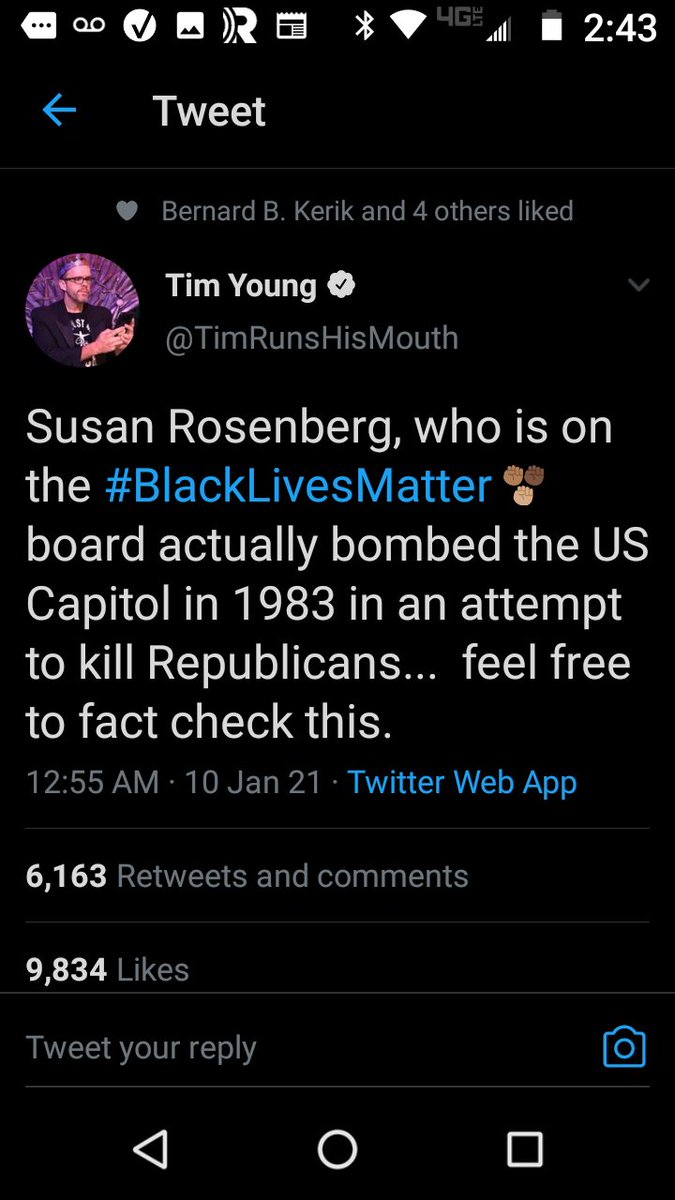 4G LTE 2:43
Tweet
Bernard B. Kerik and 4 others liked
Tim Young
@TimRunsHisMouth
Susan Rosenberg, who is on
the #BlackLivesMatter ✊🏽✊🏾✊🏼
board actually bombed the US
Capitol in 1983 in an attempt
to kill Republicans... feel free
to fact check this.
12:55 AM · 10 Jan 21 · Twitter Web App
6,163 Retweets and comments
9,834 Likes
Tweet your reply